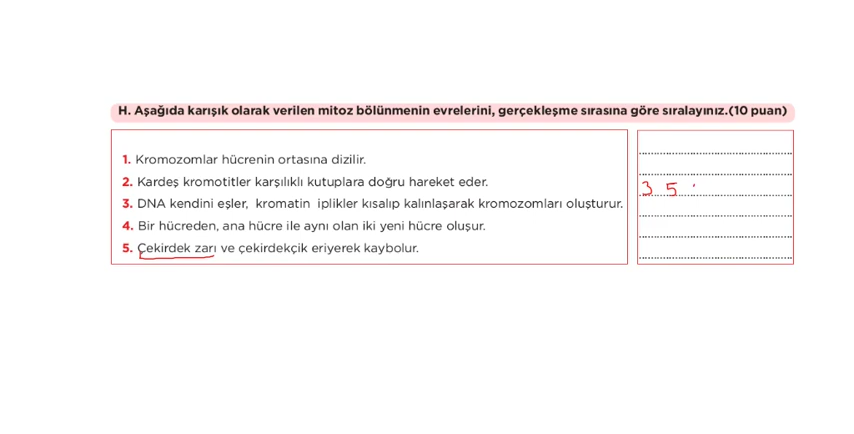 H. Aşağıda karışık olarak verilen mitoz bölünmenin evrelerini, gerçekleşme sırasına göre sıralayınız.(10 puan)
1. Kromozomlar hücrenin ortasına dizilir.
2. Kardeş kromotitler karşılıklı kutuplara doğru hareket eder.
3. DNA kendini eşler, kromatin iplikler kısalıp kalınlaşarak kromozomları oluşturur.
4. Bir hücreden, ana hücre ile aynı olan iki yeni hücre oluşur.
5. Çekirdek zarı ve çekirdekçik eriyerek kaybolur.
3 5